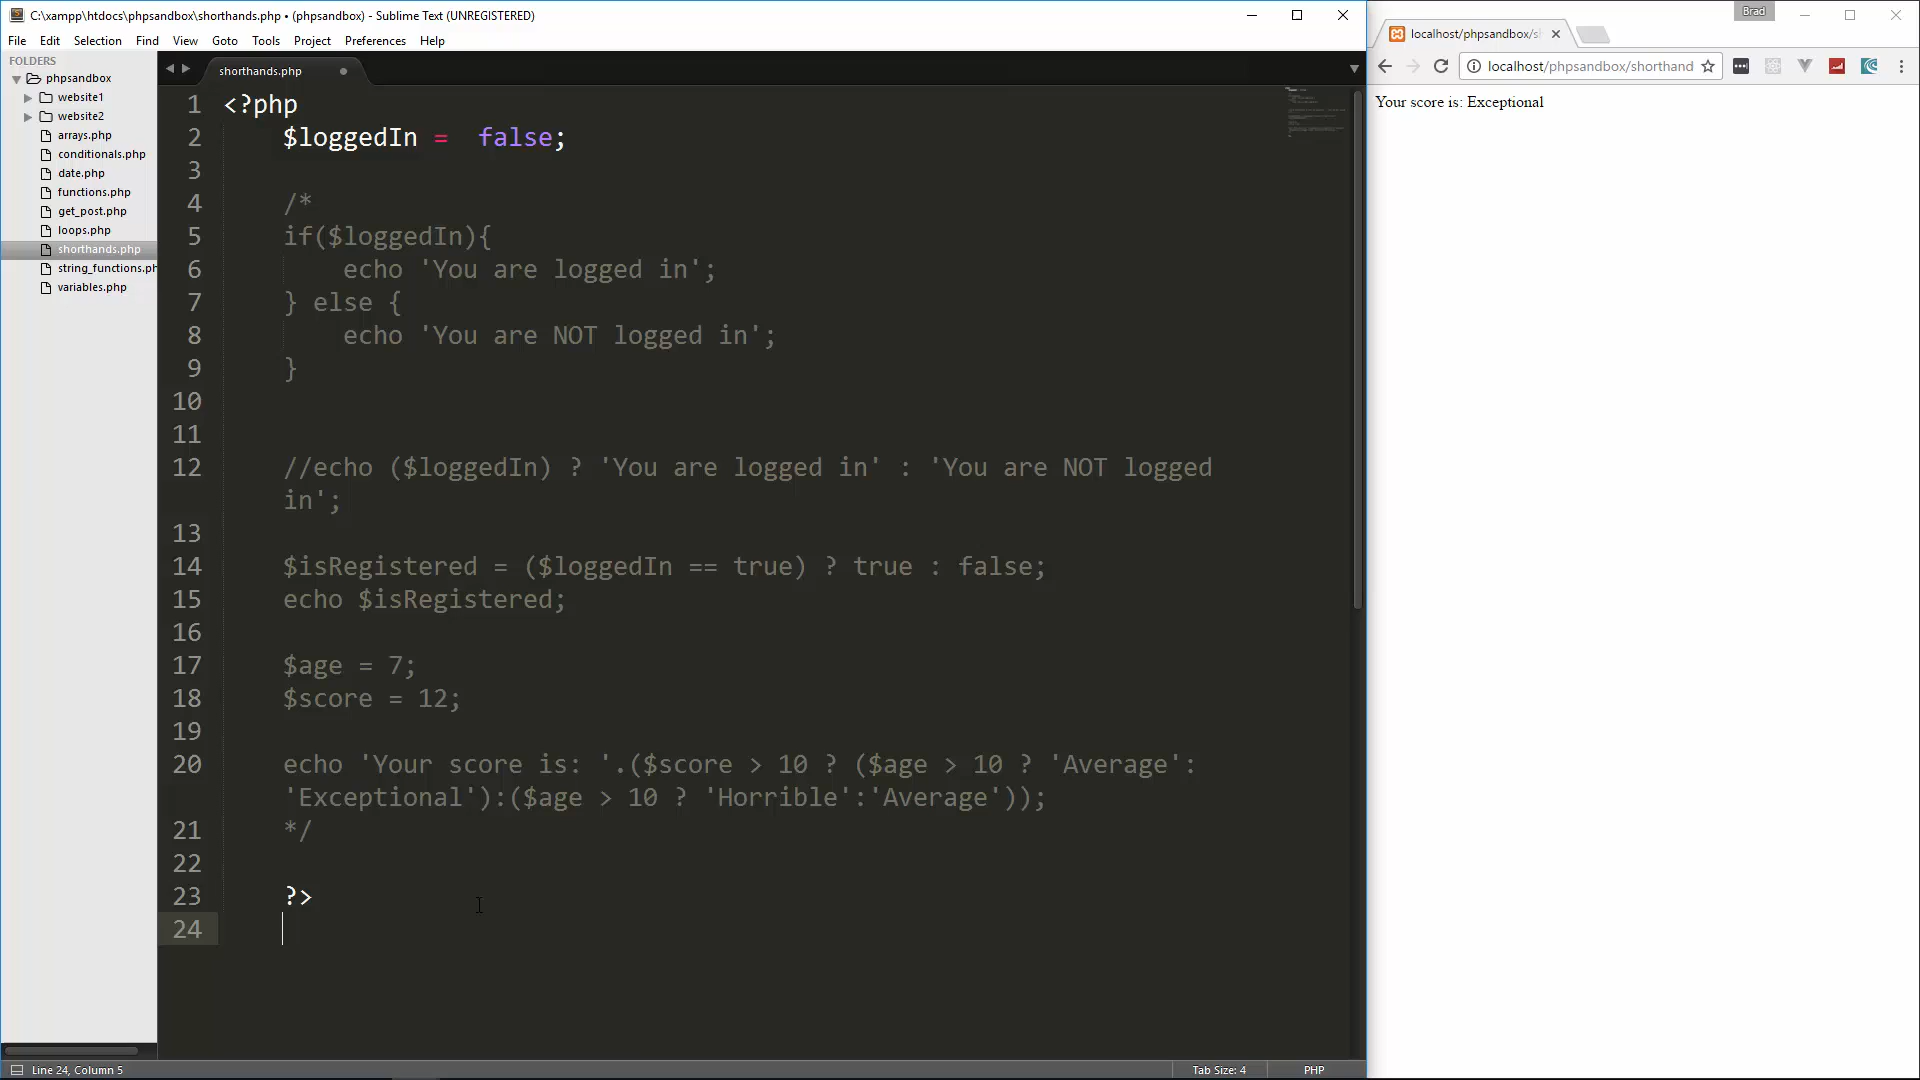 C:\xampp\htdocs\phpsandbox\shorthands.php • (phpsandbox) - Sublime Text (UNREGISTERED)
File Edit Selection Find View Goto Tools Project Preferences Help
FOLDERS
phpsandbox
website1
website2
arrays.php
conditionals.php
date.php
functions.php
get_post.php
loops.php
shorthands.php
string_functions.ph
variables.php
shorthands.php
1 <?php
2 $loggedIn =  false;
3
4 /*
5 if($loggedIn){
6 echo 'You are logged in';
7 } else {
8 echo 'You are NOT logged in';
9 }
10
11
12 //echo ($loggedIn) ? 'You are logged in' : 'You are NOT logged
in';
13
14 $isRegistered = ($loggedIn == true) ? true : false;
15 echo $isRegistered;
16
17 $age = 7;
18 $score = 12;
19
20 echo 'Your score is: '.($score > 10 ? ($age > 10 ? 'Average':
'Exceptional'):($age > 10 ? 'Horrible':'Average'));
21 */
22
23 ?>
24
Line 24, Column 5
Tab Size: 4
PHP
Brad
localhost/phpsandbox/s
localhost/phpsandbox/shorthand
Your score is: Exceptional